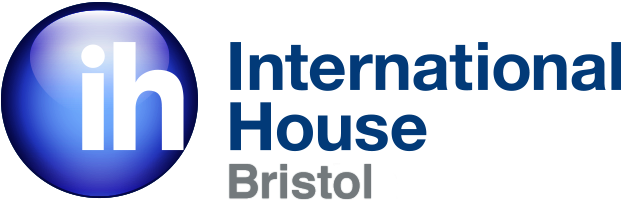 ih
International
House
Bristol